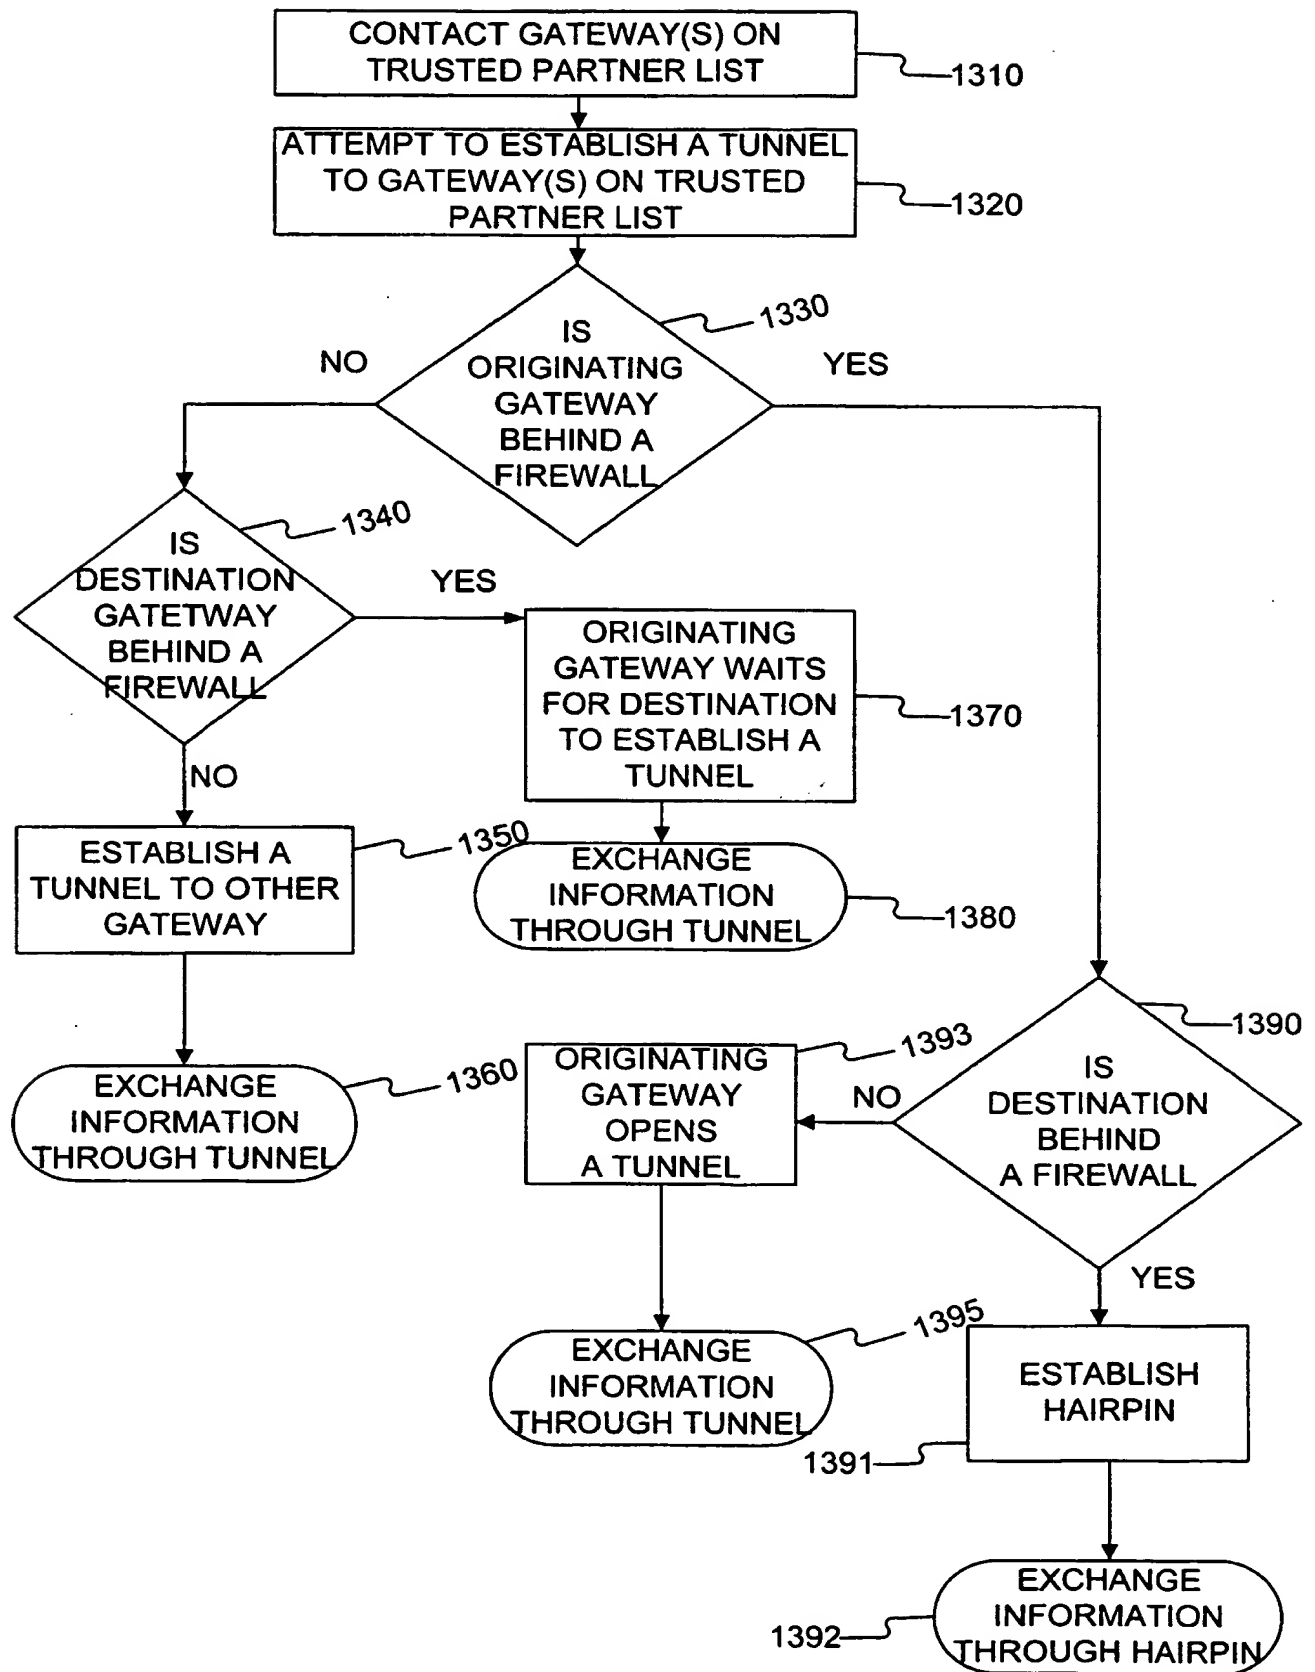 CONTACT GATEWAY(S) ON
TRUSTED PARTNER LIST
1310
ATTEMPT TO ESTABLISH A TUNNEL
TO GATEWAY(S) ON TRUSTED
PARTNER LIST
1320
1330
IS
ORIGINATING
GATEWAY
BEHIND A
FIREWALL
NO
YES
1340
IS
DESTINATION
GATETWAY
BEHIND A
FIREWALL
YES
NO
ORIGINATING
GATEWAY WAITS
FOR DESTINATION
TO ESTABLISH A
TUNNEL
1370
1350
ESTABLISH A
TUNNEL TO OTHER
GATEWAY
EXCHANGE
INFORMATION
THROUGH TUNNEL
1380
1360
EXCHANGE
INFORMATION
THROUGH TUNNEL
1390
IS
DESTINATION
BEHIND
A FIREWALL
NO
YES
1393
ORIGINATING
GATEWAY
OPENS
A TUNNEL
1395
EXCHANGE
INFORMATION
THROUGH TUNNEL
ESTABLISH
HAIRPIN
1391
EXCHANGE
INFORMATION
THROUGH HAIRPIN
1392